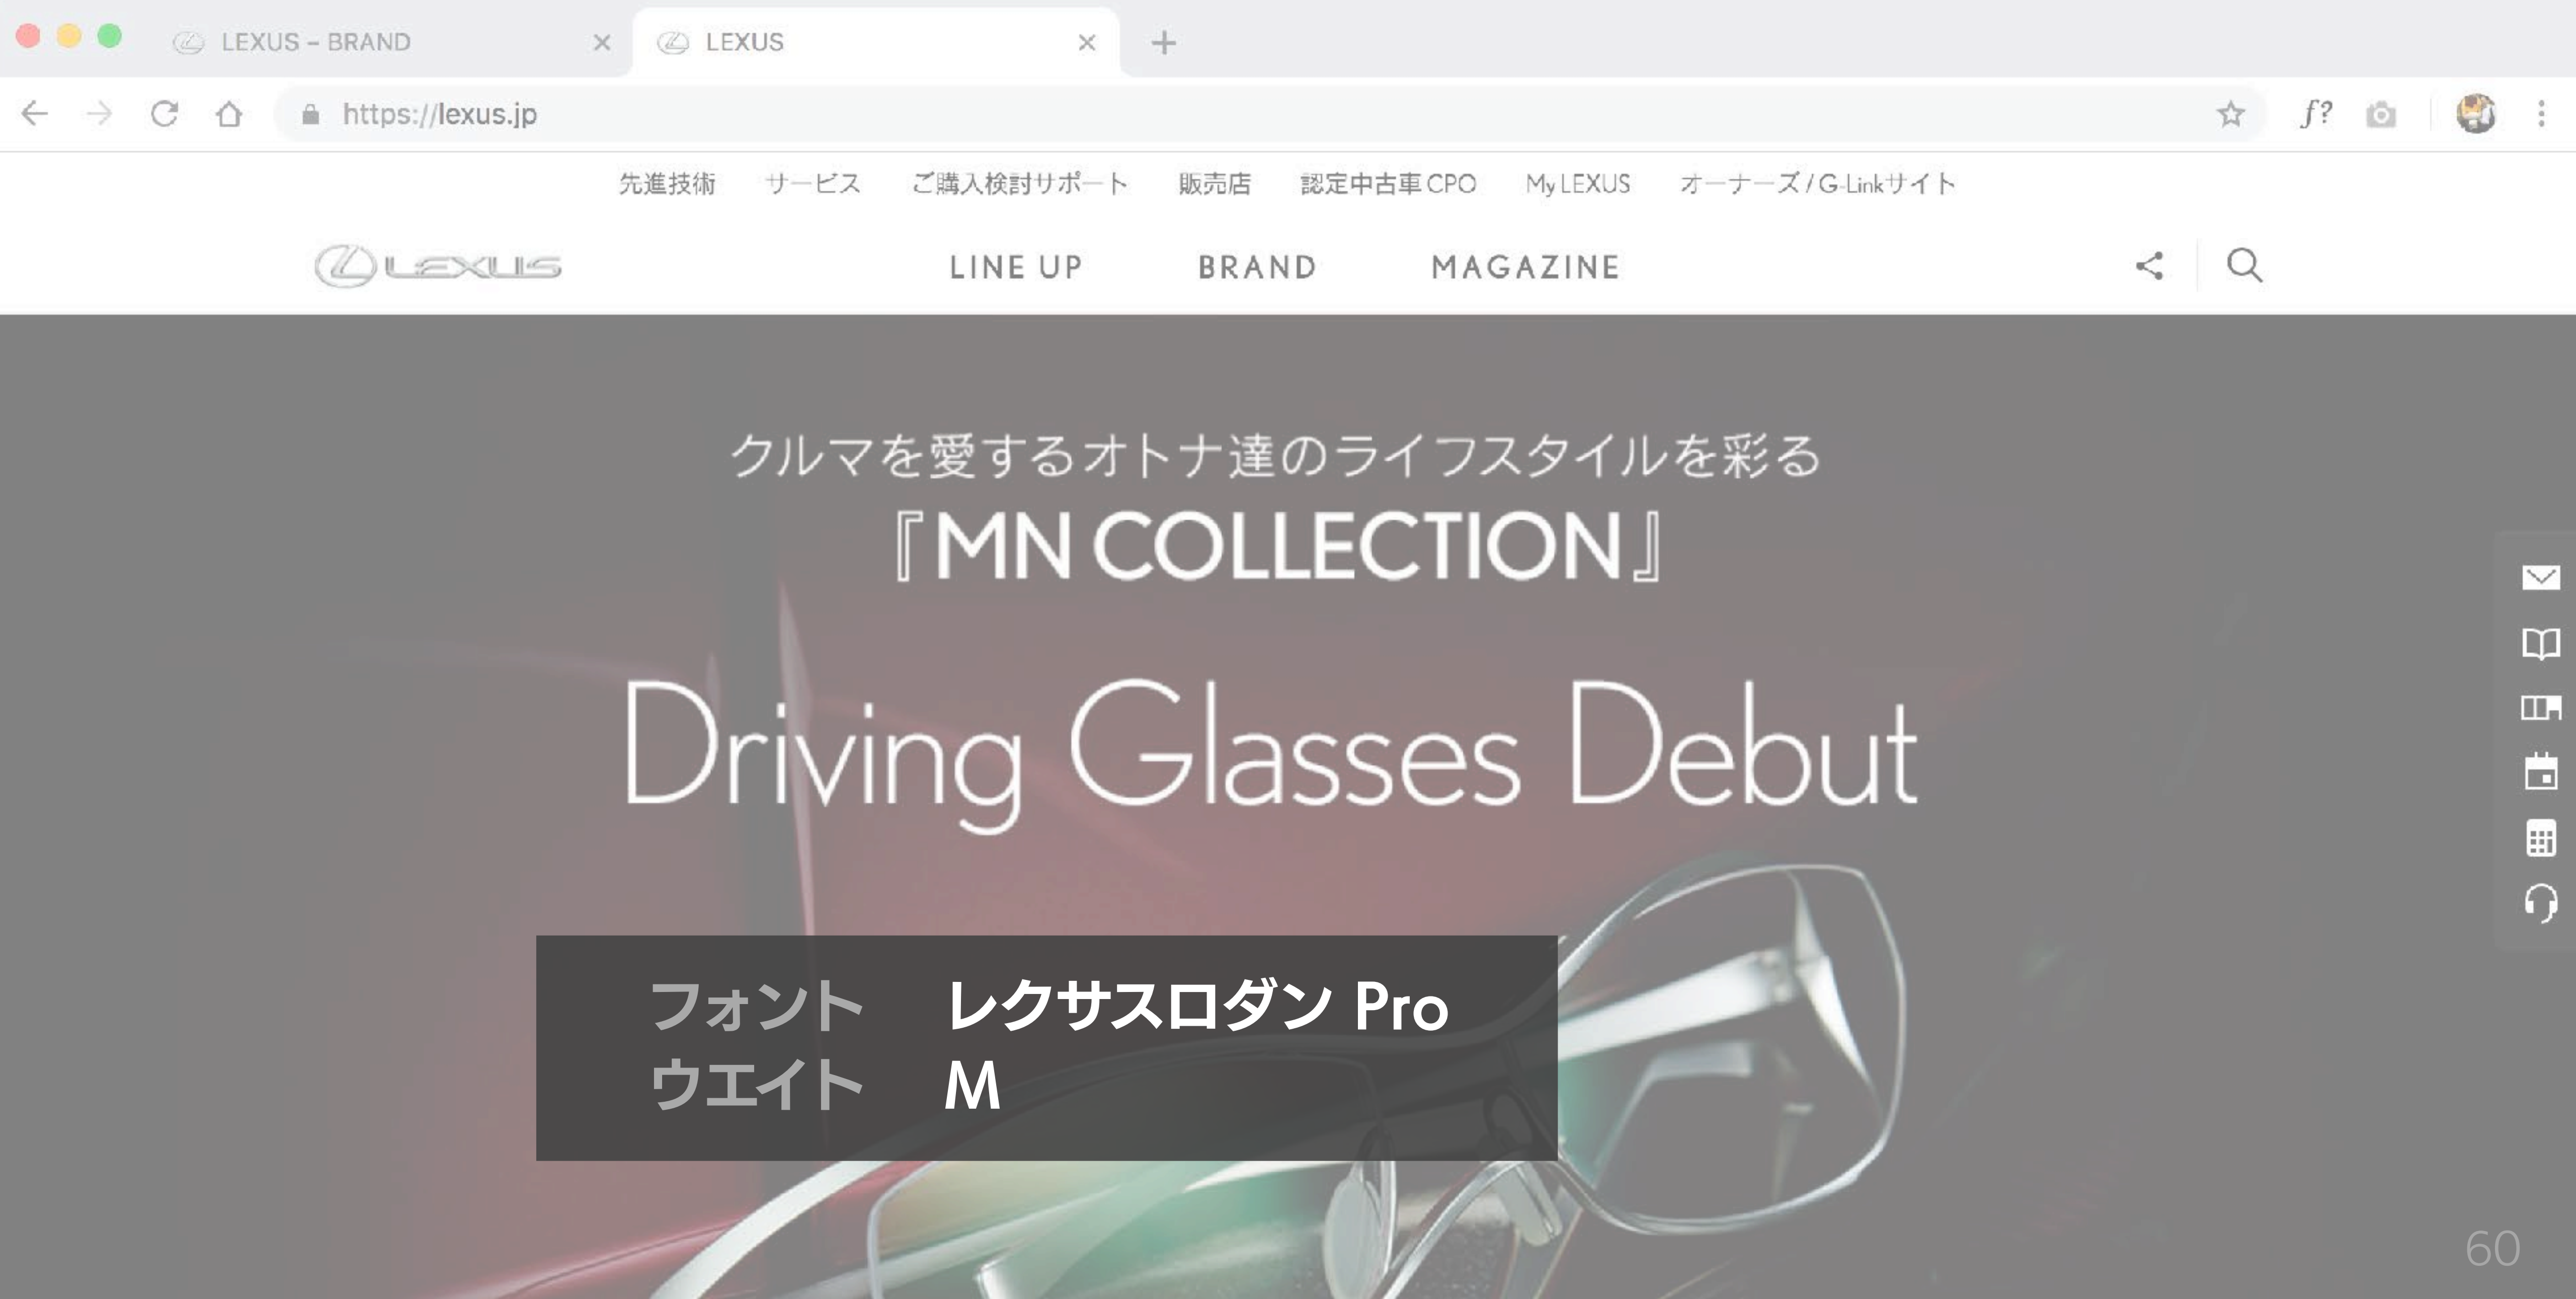 LEXUS – BRAND
LEXUS
https://lexus.jp
f?
先進技術 サービス ご購入検討サポート 販売店 認定中古車 CPO My LEXUS オーナーズ / G-Linkサイト
LEXUS LINE UP BRAND MAGAZINE
クルマを愛するオトナ達のライフスタイルを彩る
『MN COLLECTION』
Driving Glasses Debut
フォント レクサスロダン Pro
ウエイト M
60